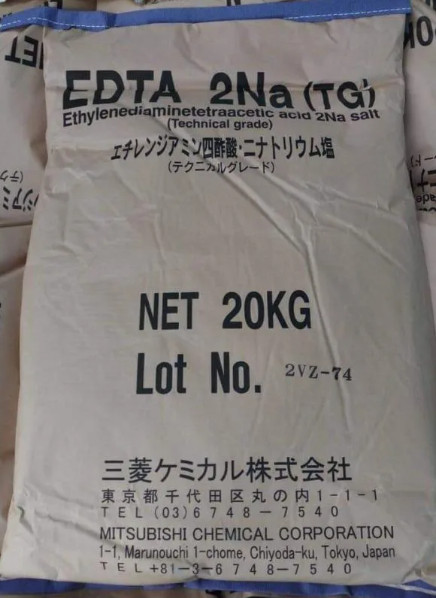 EDTA 2Na (TG)
Ethylenediaminetetraacetic acid 2Na salt
(Technical grade)
エチレンジアミン四酢酸・ニナトリウム塩
(テクニカルグレード)
NET 20KG
Lot No. 2VZ-74
三菱ケミカル株式会社
東京都千代田区丸の内1-1-1
TEL(03)6748-7540
MITSUBISHI CHEMICAL CORPORATION
1-1, Marunouchi 1-chome, Chiyoda-ku, Tokyo, Japan
TEL+81-3-6748-7540